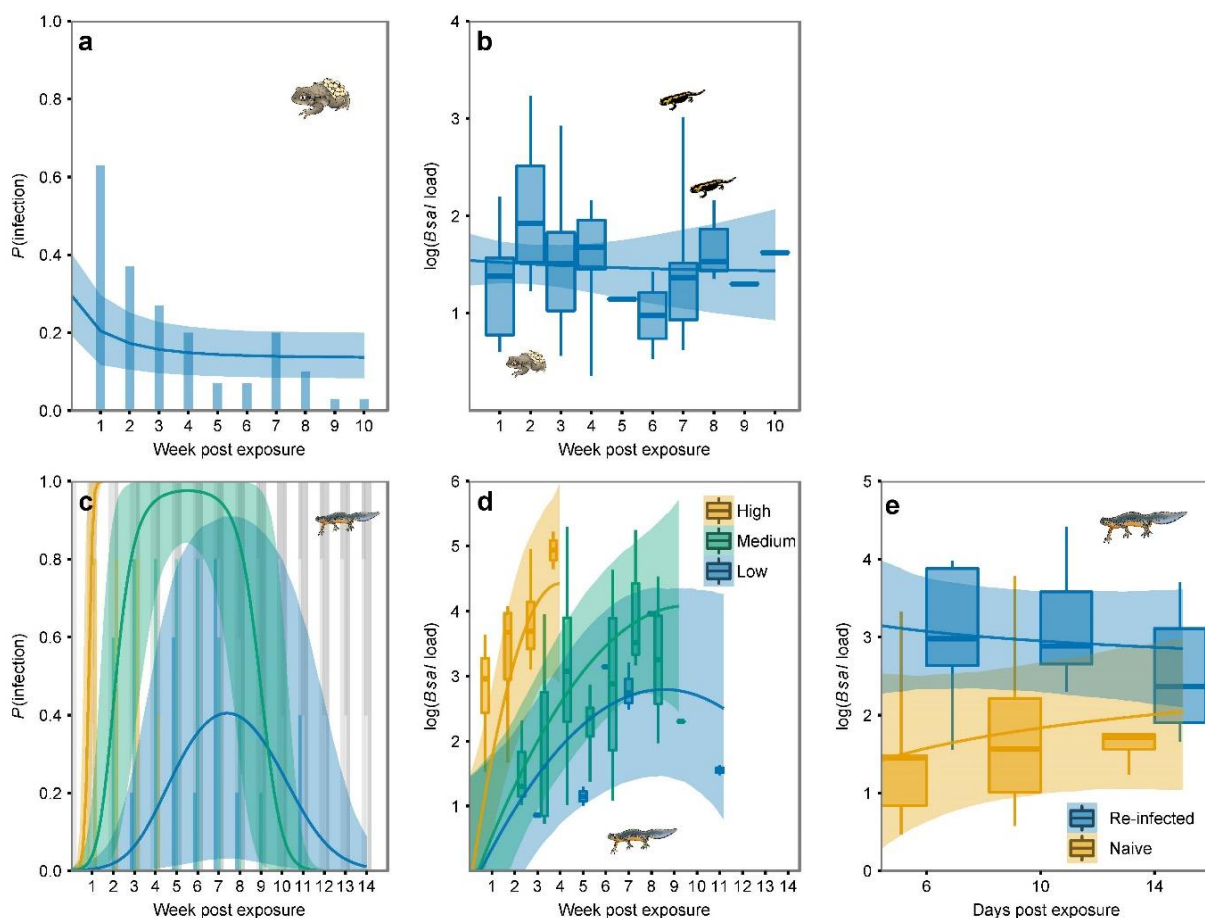 a
P(infection)
1.0
0.8
0.6
0.4
0.2
0.0
1 2 3 4 5 6 7 8 9 10
Week post exposure
b
log(Bsal load)
4
3
2
1
1 2 3 4 5 6 7 8 9 10
Week post exposure
c
P(infection)
1.0
0.8
0.6
0.4
0.2
0.0
1 2 3 4 5 6 7 8 9 10 11 12 13 14
Week post exposure
d
log(Bsal load)
6
5
4
3
2
1
High
Medium
Low
1 2 3 4 5 6 7 8 9 10 11 12 13 14
Week post exposure
e
log(Bsal load)
5
4
3
2
1
0
Re-infected
Naive
6 10 14
Days post exposure